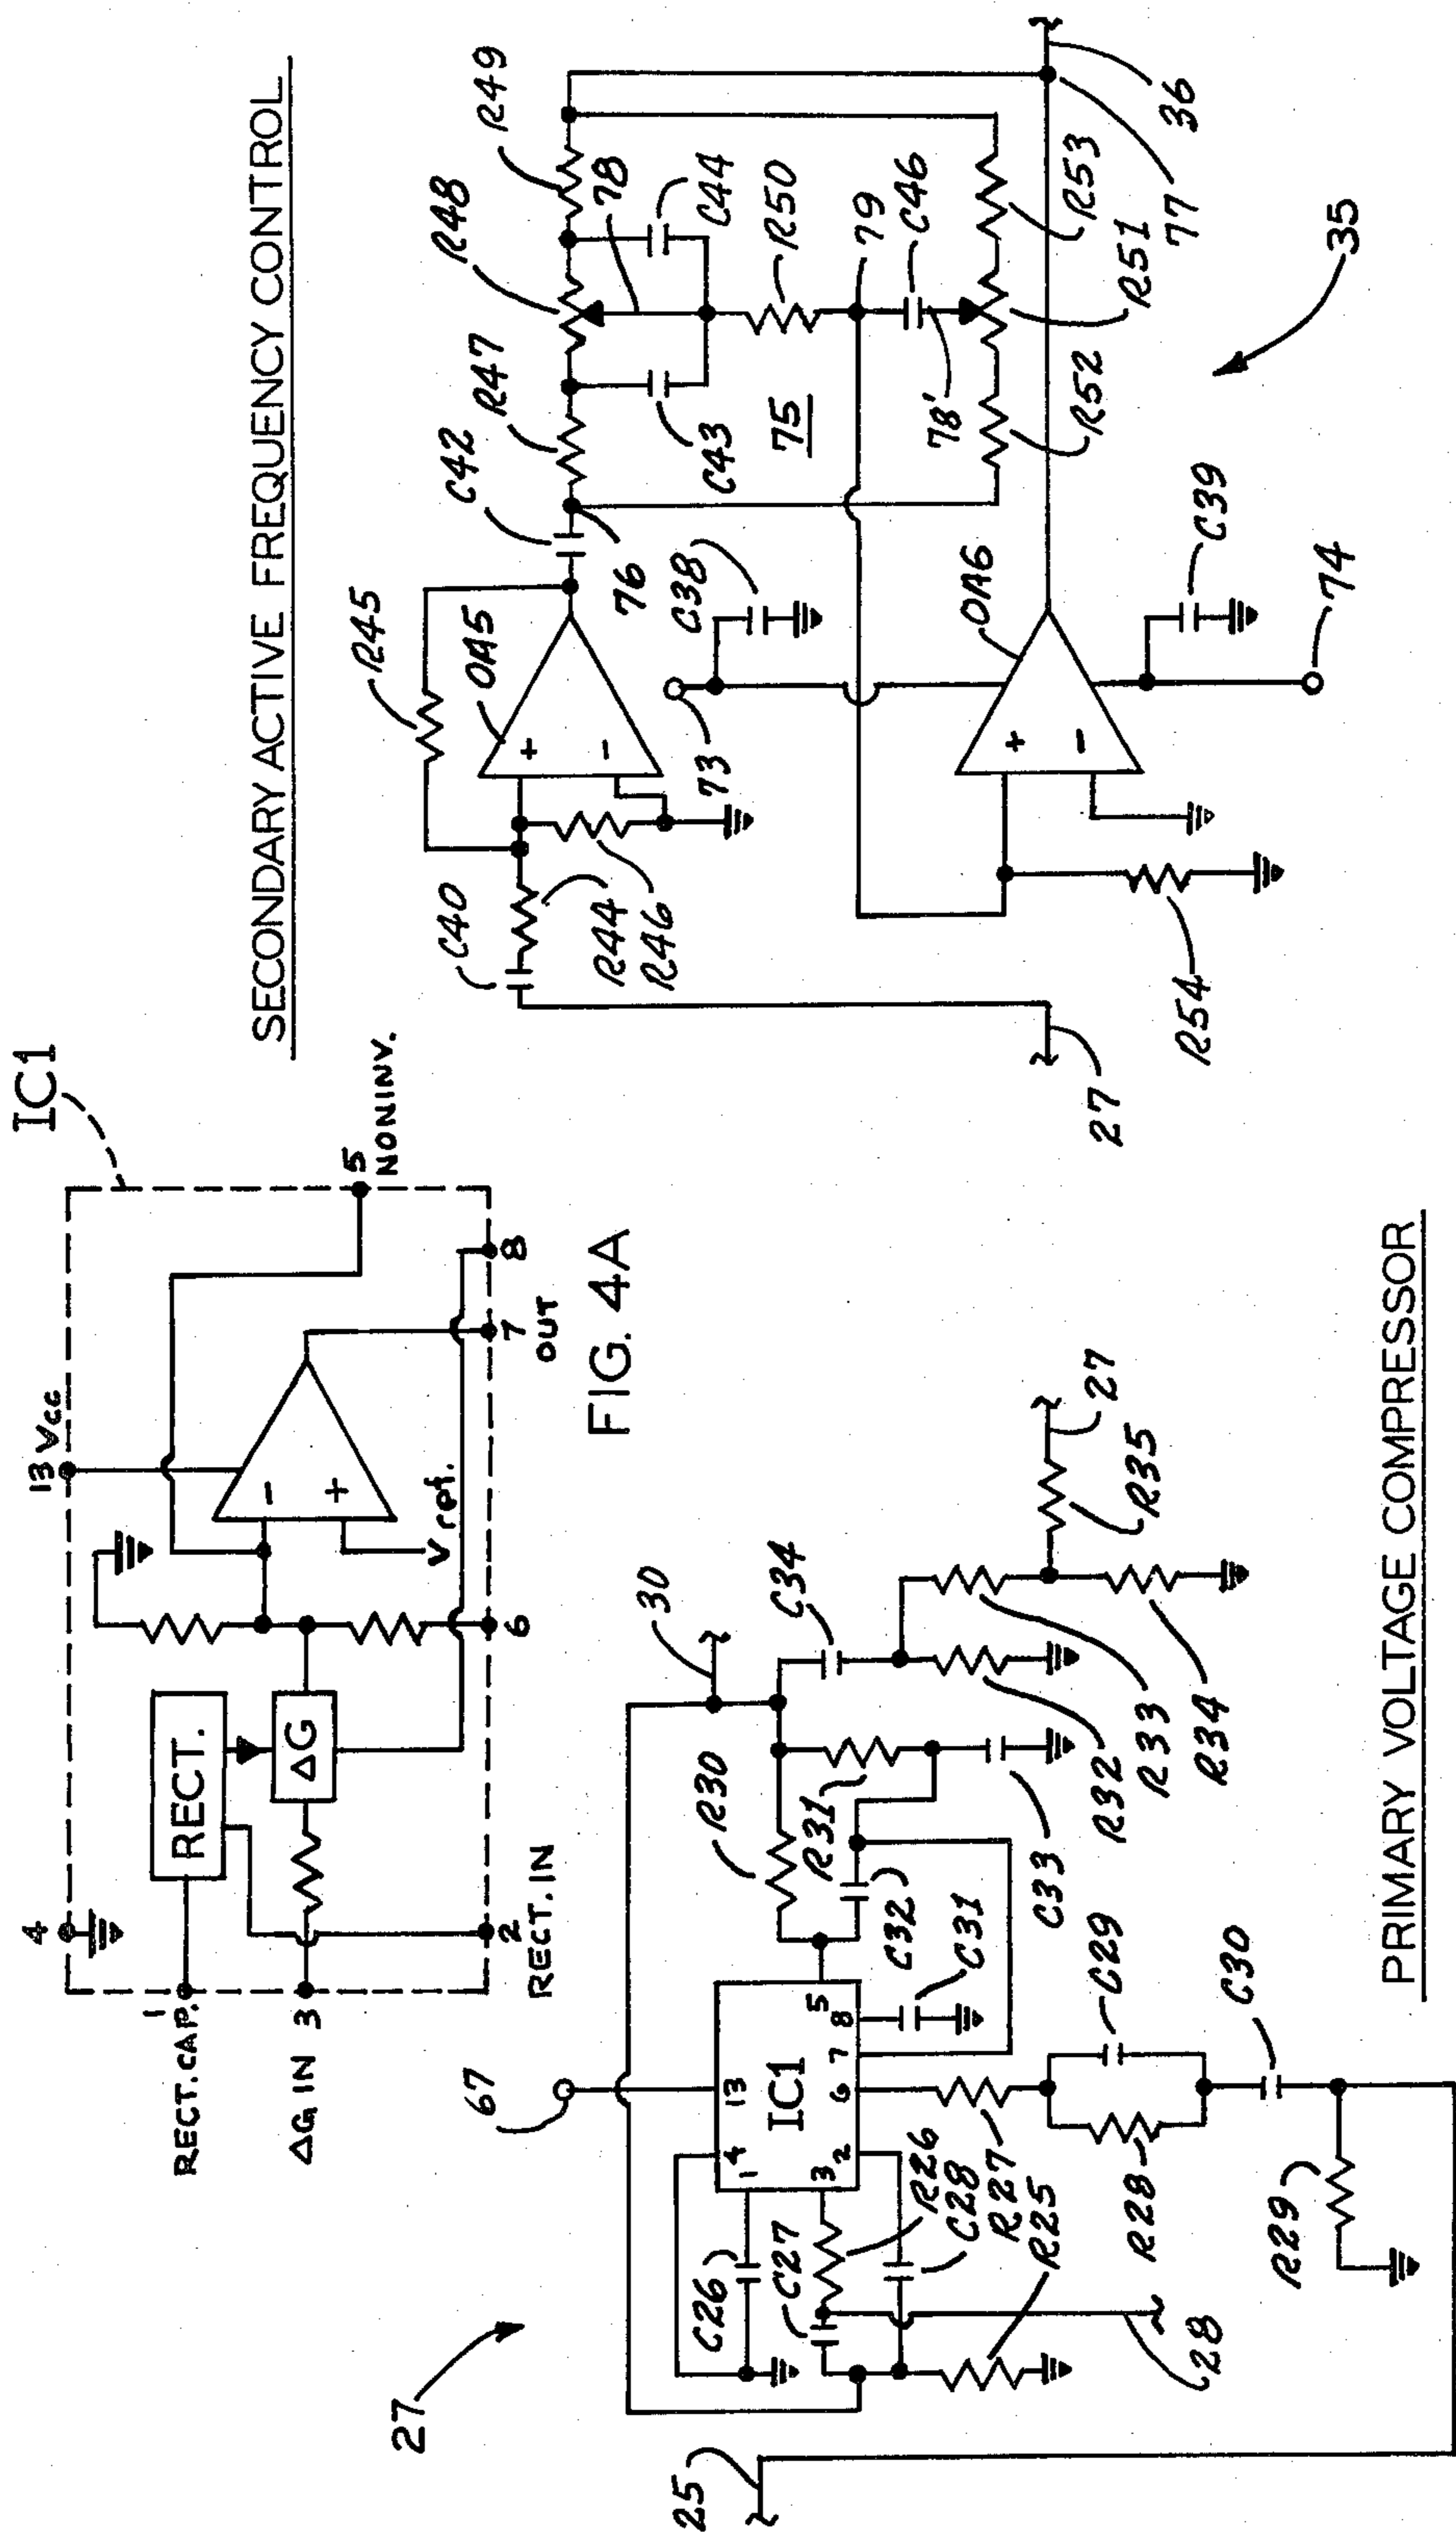 IC1
13 Vcc
4
RECT.
1
RECT.CAP.
ΔG
ΔG IN 3
-
+
Vref.
5
NONINV.
2
RECT. IN
6
7
OUT
8
FIG. 4A
SECONDARY ACTIVE FREQUENCY CONTROL
R45
C40
R44
R46
OA5
+
-
C42
76
R47
R48
R49
78
C43
C44
75
R50
79
C46
78'
73
C38
OA6
+
-
R52
R51
R53
77
36
27
R54
C39
74
35
27
67
30
25
C26
C27
4
13
1
IC1
3
5
2
6
7
8
R30
R31
C34
C32
C31
C33
R32
R33
R34
R35
27
R26
C28
R27
R25
28
C29
R28
C30
R29
PRIMARY VOLTAGE COMPRESSOR